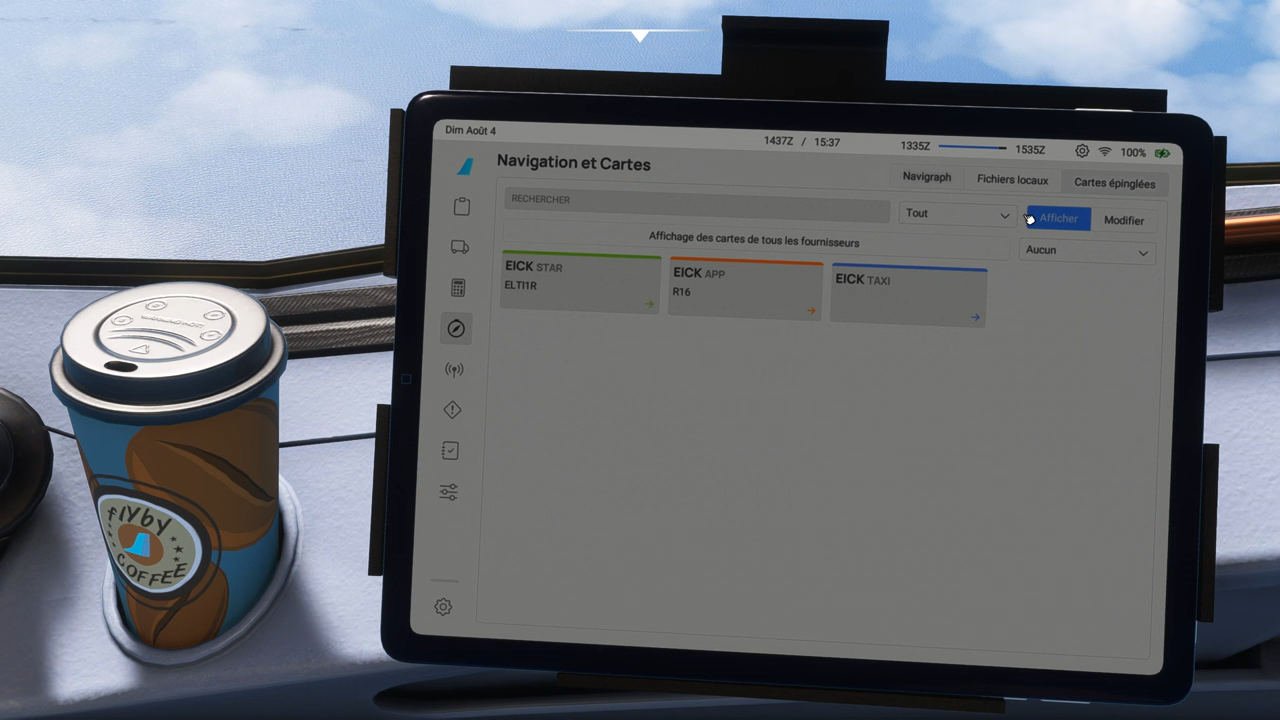 Dim Août 4
1437Z / 15:37
1335Z
1535Z
100%
Navigation et Cartes
Navigraph
Fichiers locaux
Cartes épinglées
RECHERCHER
Tout
Afficher
Modifier
Affichage des cartes de tous les fournisseurs
Aucun
EICK STAR
ELTI1R
EICK APP
R16
EICK TAXI
flyby
COFFEE